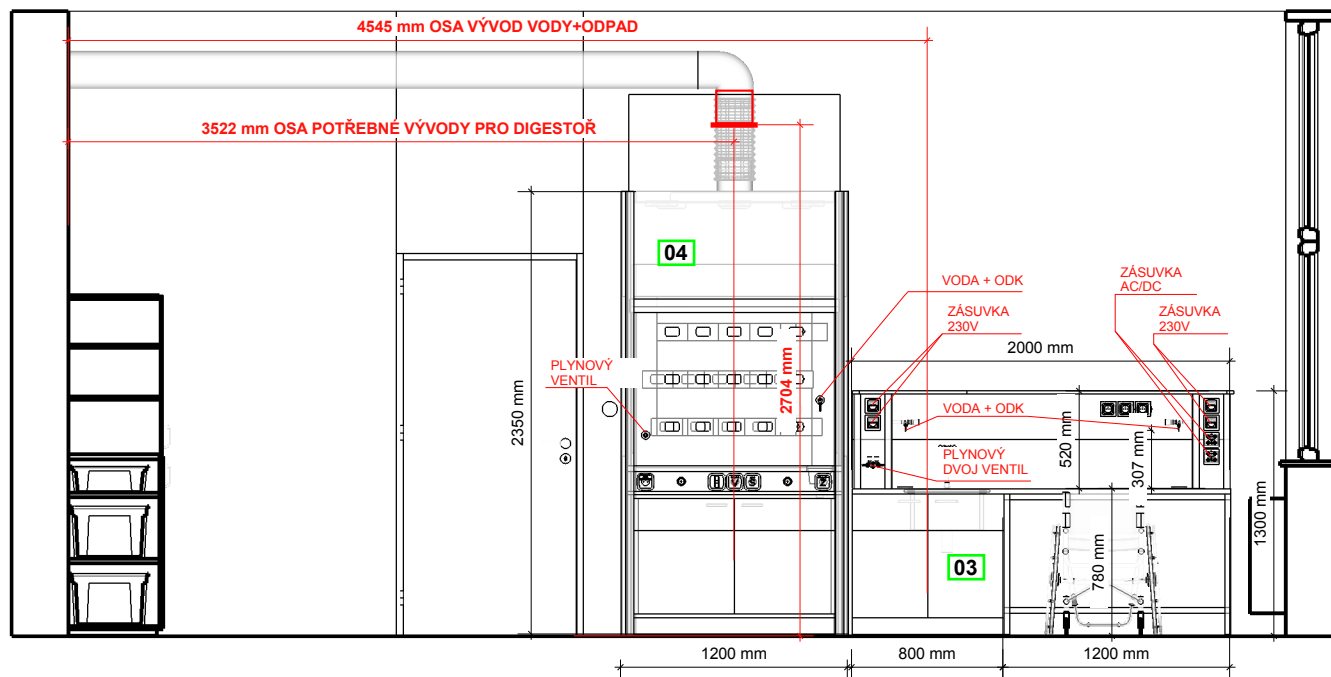 4545 mm OSA VÝVOD VODY+ODPAD
3522 mm OSA POTŘEBNÉ VÝVODY PRO DIGESTOŘ
04
VODA + ODK
ZÁSUVKA
230V
ZÁSUVKA
AC/DC
ZÁSUVKA
230V
2000 mm
PLYNOVÝ
VENTIL
2350 mm
2704 mm
VODA + ODK
PLYNOVÝ
DVOJ VENTIL
520 mm
307 mm
1300 mm
780 mm
03
H V S
Z
1200 mm
800 mm
1200 mm